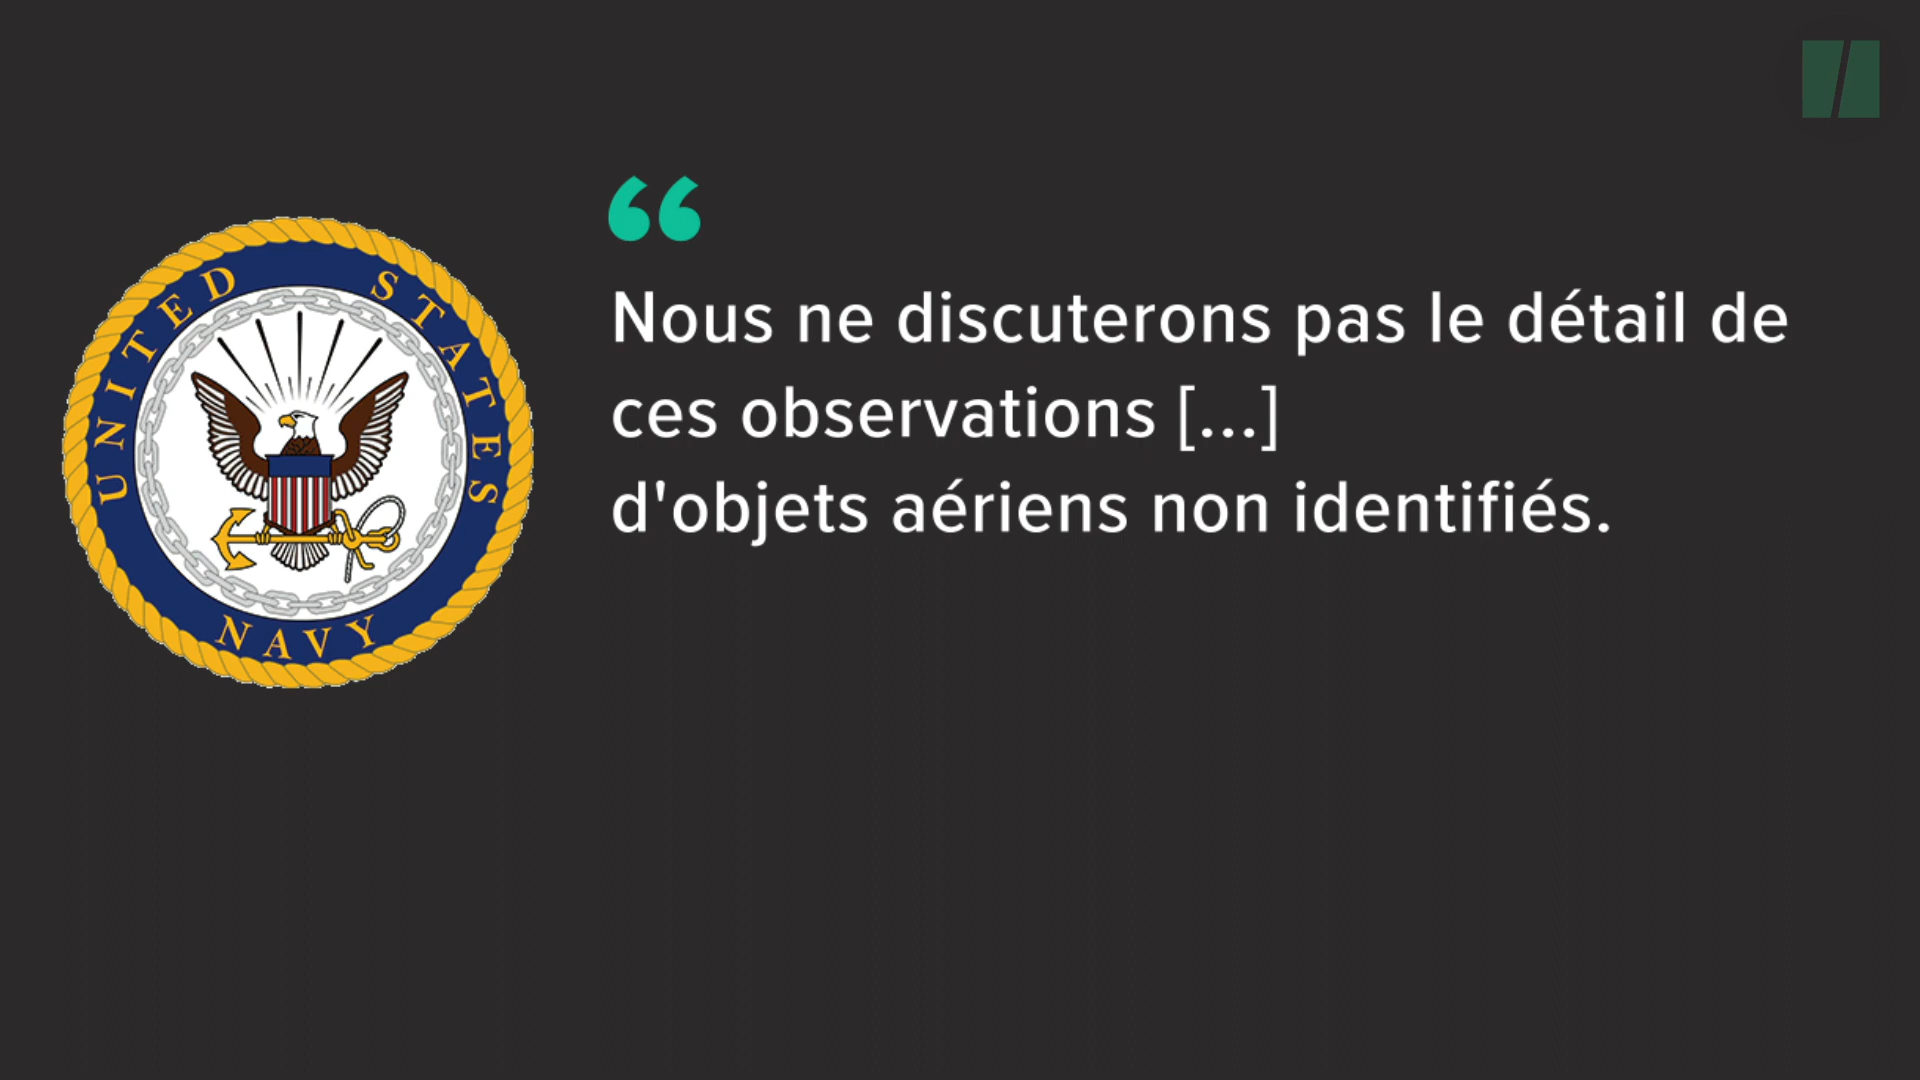 UNITED STATES
NAVY
“
Nous ne discuterons pas le détail de
ces observations [...]
d'objets aériens non identifiés.